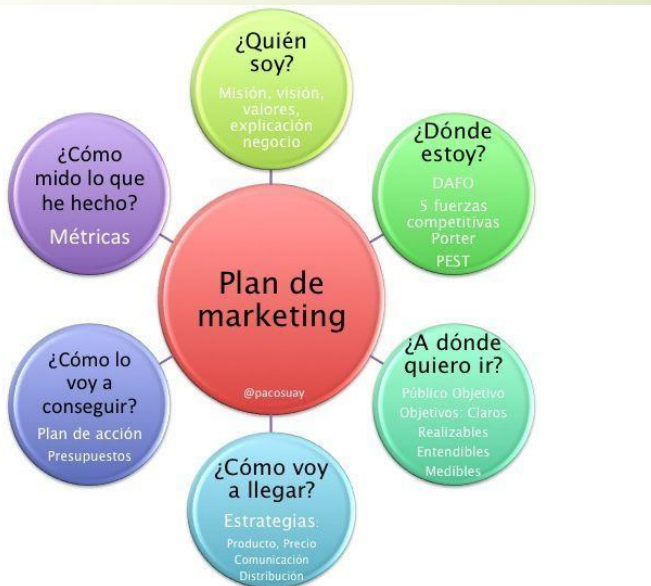 ¿Quién
soy?
Misión, visión,
valores,
explicación
negocio
¿Dónde
estoy?
DAFO
5 fuerzas
competitivas
Porter
PEST
¿A dónde
quiero ir?
Público Objetivo
Objetivos: Claros
Realizables
Entendibles
Medibles
¿Cómo voy
a llegar?
Estrategias:
Producto, Precio
Comunicación
Distribución
¿Cómo lo
voy a
conseguir?
Plan de acción
Presupuestos
¿Cómo
mido lo que
he hecho?
Métricas
Plan de
marketing
@pacosuay